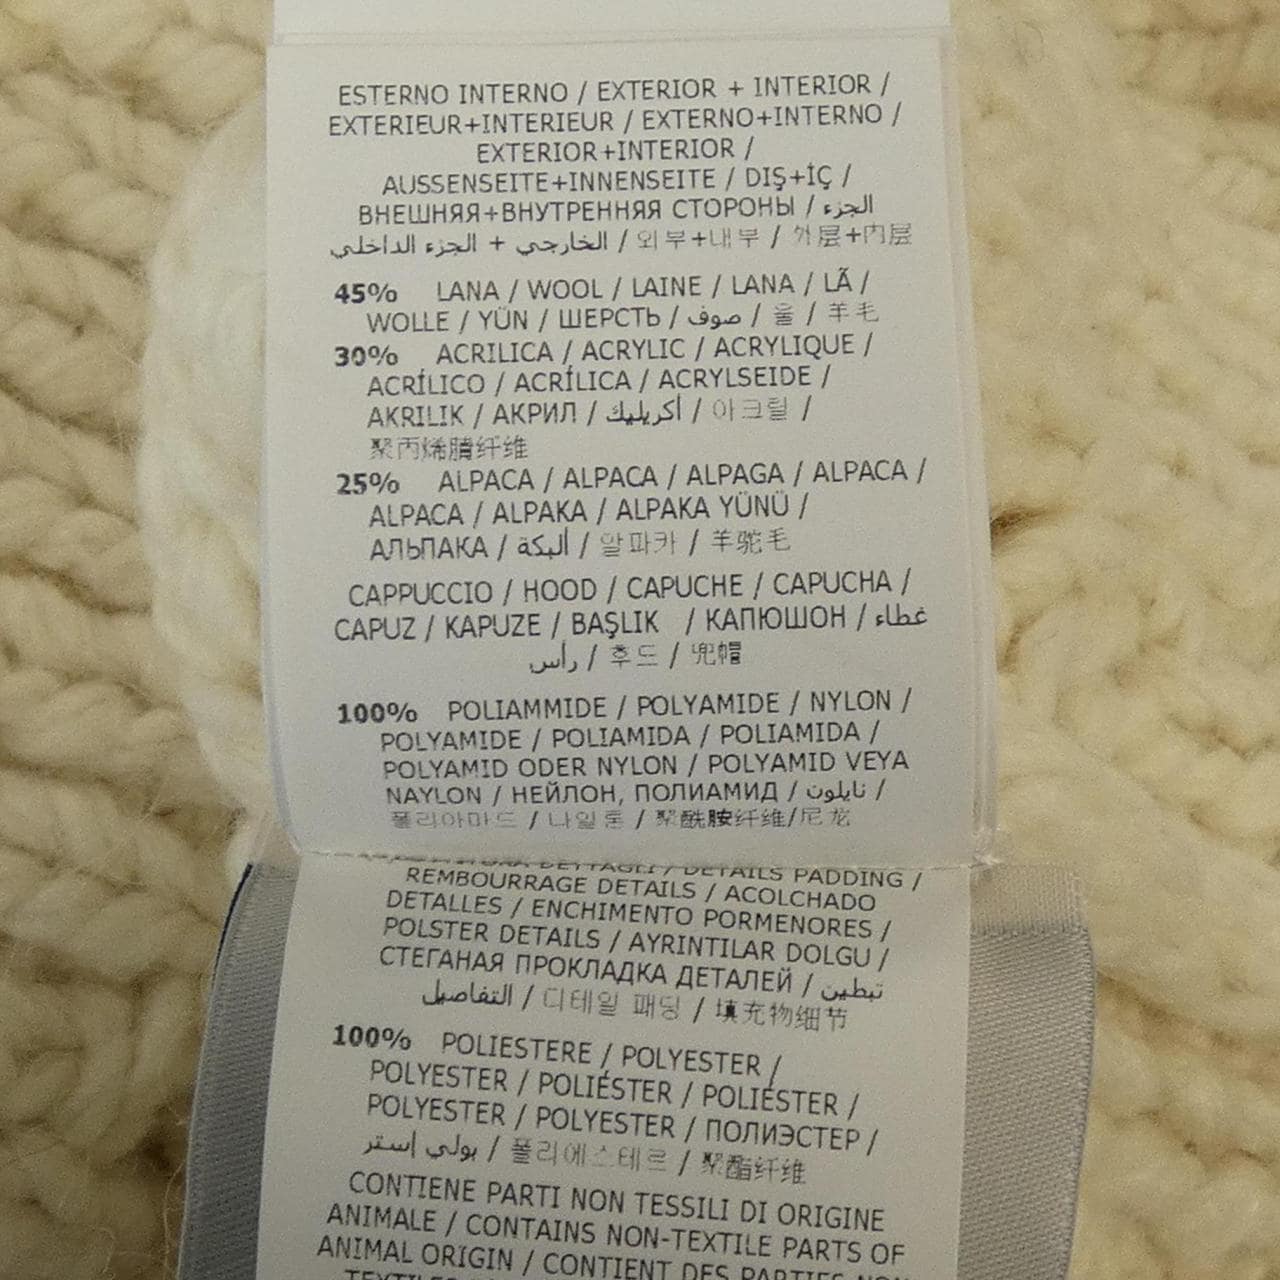 ESTERNO INTERNO / EXTERIOR + INTERIOR /
EXTERIEUR+INTERIEUR / EXTERNO+INTERNO /
EXTERIOR+INTERIOR /
AUSSENSEITE+INNENSEITE / DIŞ+İÇ /
ВНЕШНЯЯ+ВНУТРЕННЯЯ СТОРОНЫ / الجزء
الخارجي + الجزء الداخلي / 외부+내부 / 外层+内层
45% LANA / WOOL / LAINE / LANA / LÃ /
WOLLE / YÜN / ШЕРСТЬ / صوف / 울 / 羊毛
30% ACRILICA / ACRYLIC / ACRYLIQUE /
ACRÍLICO / ACRÍLICA / ACRYLSEIDE /
AKRILIK / АКРИЛ / أكريليك / 아크릴 /
聚丙烯腈纤维
25% ALPACA / ALPACA / ALPAGA / ALPACA /
ALPACA / ALPAKA / ALPAKA YÜNÜ /
АЛЬПАКА / ألبكة / 알파카 / 羊驼毛
CAPPUCCIO / HOOD / CAPUCHE / CAPUCHA /
CAPUZ / KAPUZE / BAŞLIK / КАПЮШОН / غطاء
رأس / 후드 / 兜帽
100% POLIAMMIDE / POLYAMIDE / NYLON /
POLYAMIDE / POLIAMIDA / POLIAMIDA /
POLYAMID ODER NYLON / POLYAMID VEYA
NAYLON / НЕЙЛОН, ПОЛИАМИД / نايلون /
폴리아마드 / 나일론 / 聚酰胺纤维/尼龙
DETTAGLI / DETAILS PADDING /
REMBOURRAGE DETAILS / ACOLCHADO
DETALLES / ENCHIMENTO PORMENORES /
POLSTER DETAILS / AYRINTILAR DOLGU /
СТЕГАНАЯ ПРОКЛАДКА ДЕТАЛЕЙ / تبطين
التفاصيل / 디테일 패딩 / 填充物细节
100% POLIESTERE / POLYESTER /
POLYESTER / POLIÉSTER / POLIÉSTER /
POLYESTER / POLYESTER / ПОЛИЭСТЕР /
بولي إستر / 폴리에스테르 / 聚酯纤维
CONTIENE PARTI NON TESSILI DI ORIGINE
ANIMALE / CONTAINS NON-TEXTILE PARTS OF
ANIMAL ORIGIN / CONTIENT DES PARTIES NON